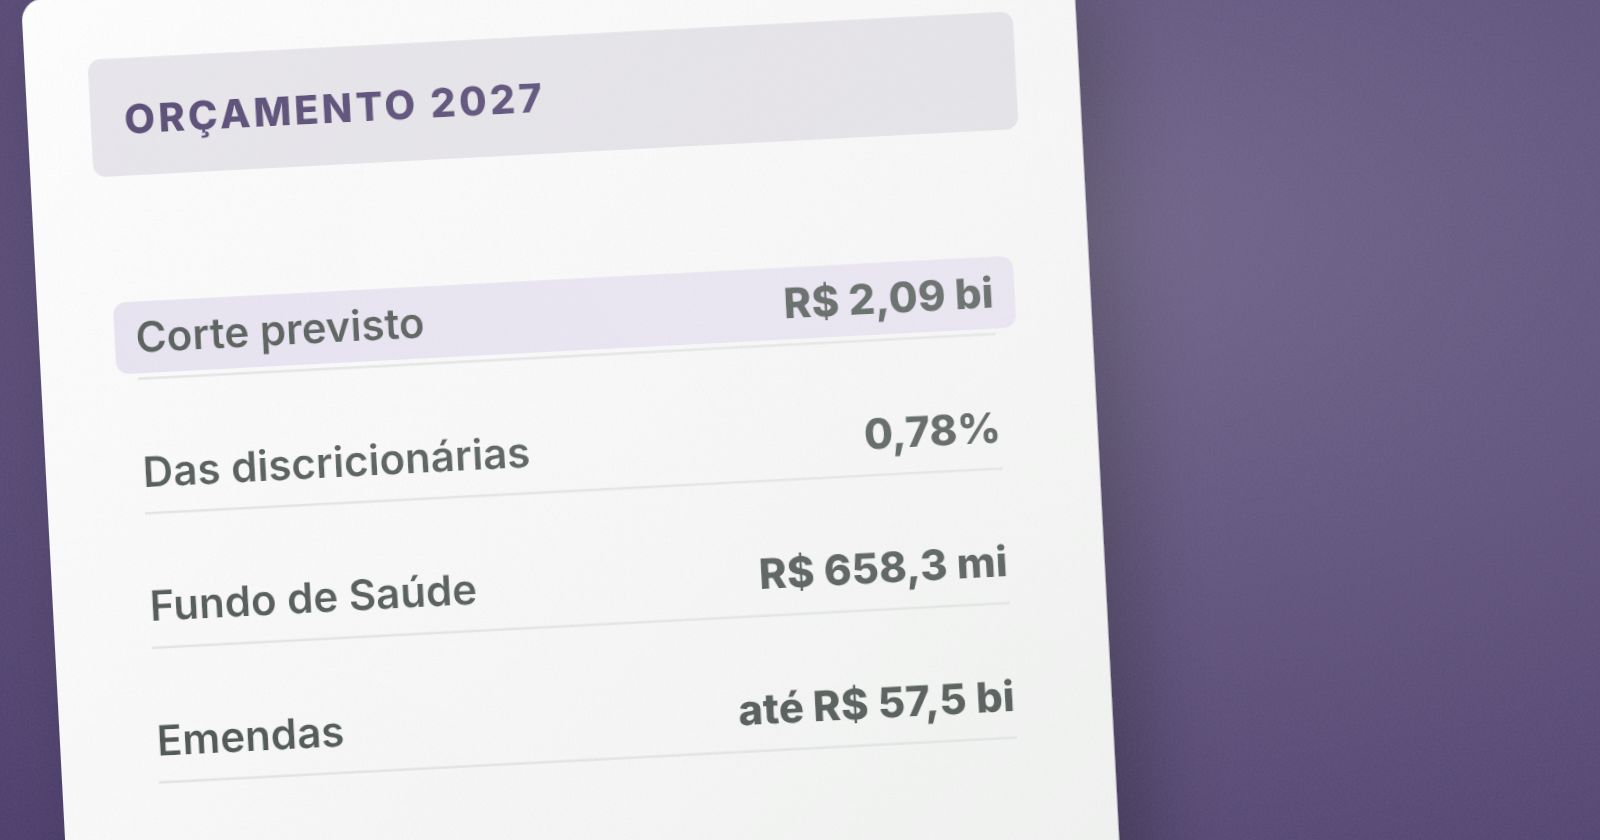 ORÇAMENTO 2027
Corte previsto R$ 2,09 bi
Das discricionárias 0,78%
Fundo de Saúde R$ 658,3 mi
Emendas até R$ 57,5 bi